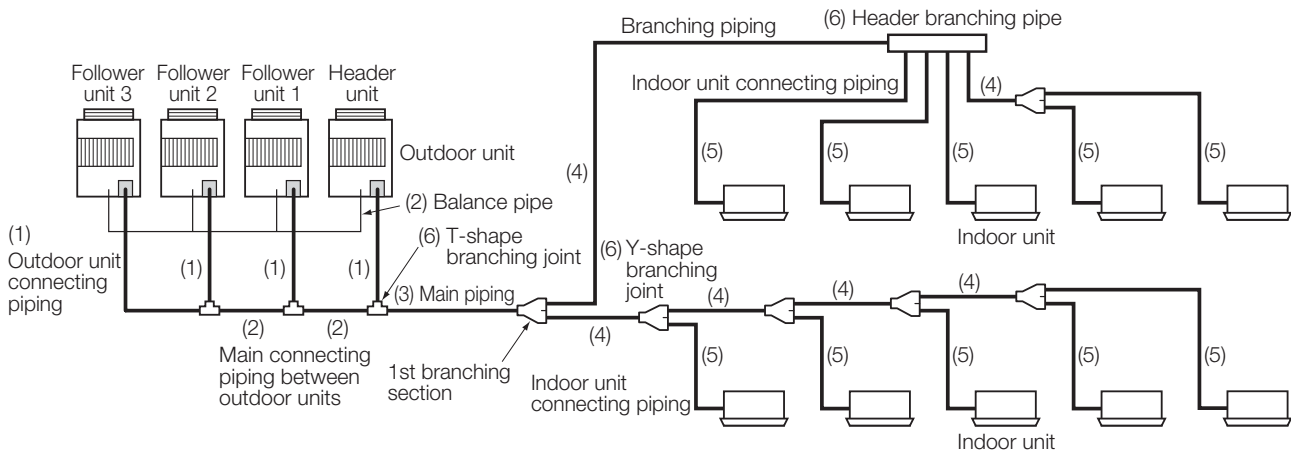 Branching piping
(6) Header branching pipe
Follower
unit 3
Follower
unit 2
Follower
unit 1
Header
unit
Indoor unit connecting piping
(4)
Outdoor unit
(4)
(5)
(5)
(5)
(5)
(5)
(2) Balance pipe
Indoor unit
(1)
Outdoor unit
connecting
piping
(1)
(1)
(1)
(6) T-shape
branching joint
(6) Y-shape
branching
joint
(3) Main piping
(4)
(4)
(4)
(2)
(2)
(4)
Main connecting
piping between
outdoor units
1st branching
section
Indoor unit
connecting piping
(5)
(5)
(5)
(5)
(5)
Indoor unit